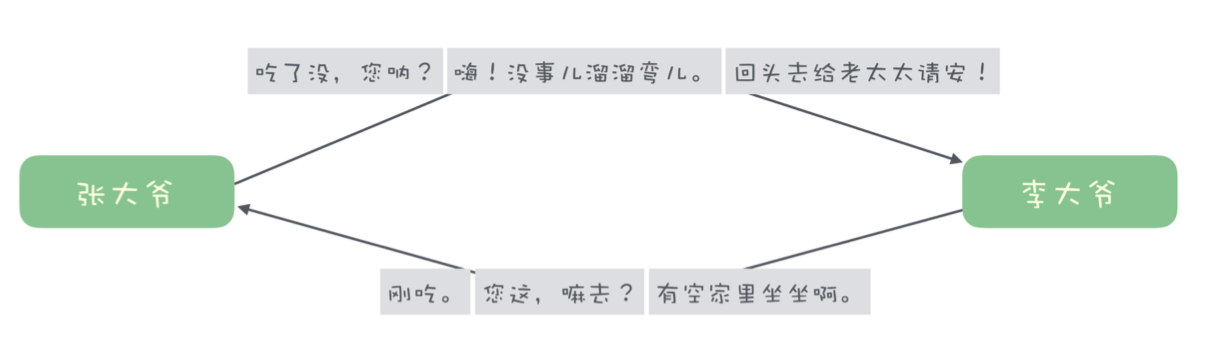 吃了没，您呐？
嗨！没事儿溜溜弯儿。
回头去给老太太请安！
张大爷
李大爷
刚吃。
您这，嘛去？
有空家里坐坐啊。